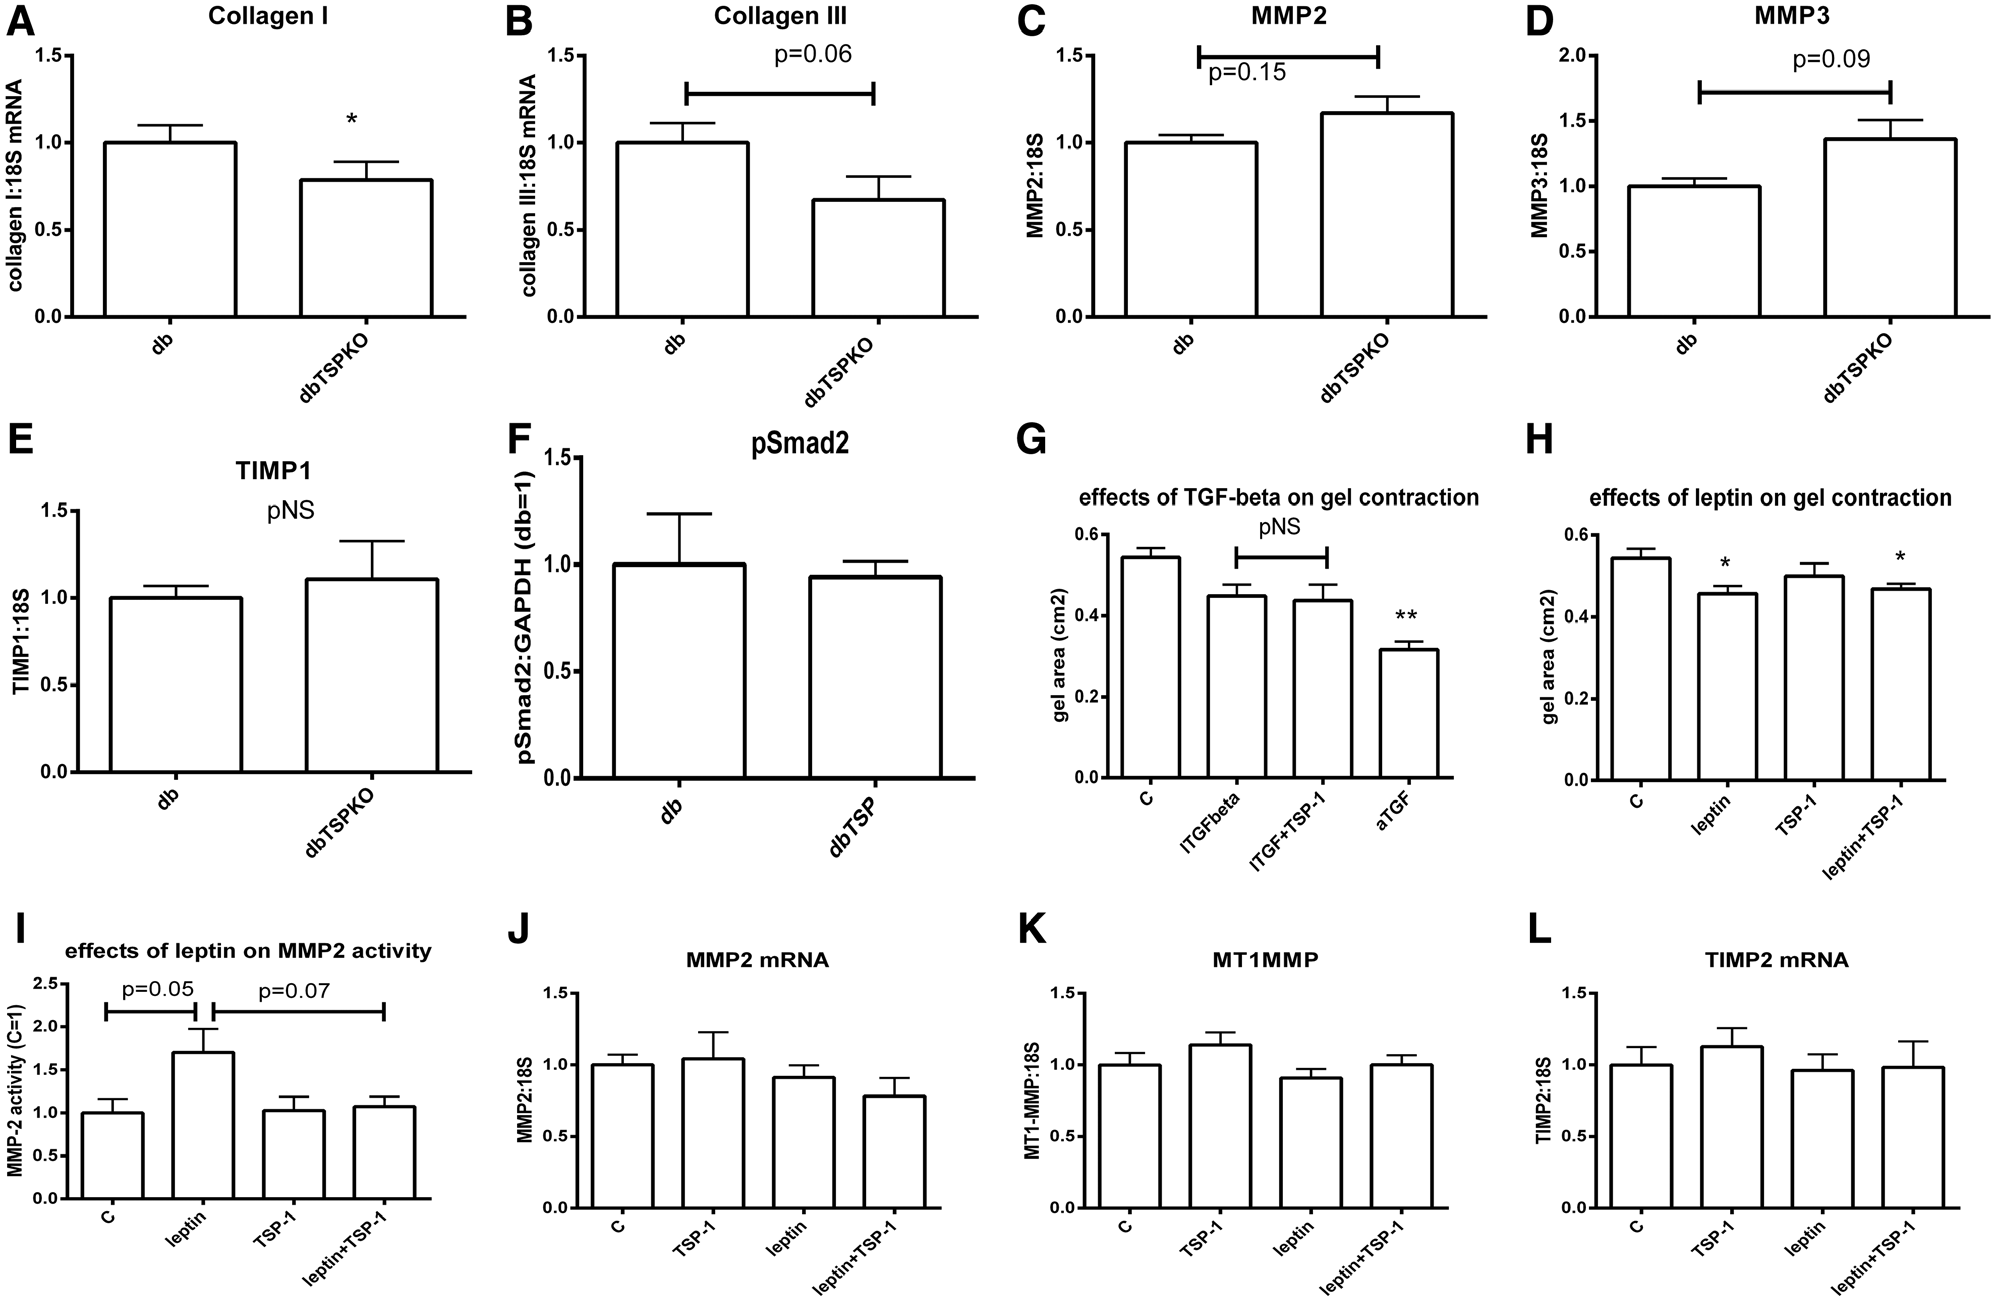 A
Collagen I
collagen I:18S mRNA
1.5
1.0
0.5
0.0
*
db
dbTSPKO
B
Collagen III
collagen III:18S mRNA
1.5
1.0
0.5
0.0
p=0.06
db
dbTSPKO
C
MMP2
MMP2:18S
1.5
1.0
0.5
0.0
p=0.15
db
dbTSPKO
D
MMP3
MMP3:18S
2.0
1.5
1.0
0.5
0.0
p=0.09
db
dbTSPKO
E
TIMP1
pNS
TIMP1:18S
1.5
1.0
0.5
0.0
db
dbTSPKO
F
pSmad2
pSmad2:GAPDH (db=1)
1.5
1.0
0.5
0.0
db
dbTSP
G
effects of TGF-beta on gel contraction
pNS
gel area (cm2)
0.6
0.4
0.2
0.0
**
C
lTGFbeta
lTGF+TSP-1
aTGF
H
effects of leptin on gel contraction
gel area (cm2)
0.6
0.4
0.2
0.0
*
*
C
leptin
TSP-1
leptin+TSP-1
I
effects of leptin on MMP2 activity
MMP-2 activity (C=1)
2.5
2.0
1.5
1.0
0.5
0.0
p=0.05
p=0.07
C
leptin
TSP-1
leptin+TSP-1
J
MMP2 mRNA
MMP2:18S
1.5
1.0
0.5
0.0
C
TSP-1
leptin
leptin+TSP-1
K
MT1MMP
MT1-MMP:18S
1.5
1.0
0.5
0.0
C
TSP-1
leptin
leptin+TSP-1
L
TIMP2 mRNA
TIMP2:18S
1.5
1.0
0.5
0.0
C
TSP-1
leptin
leptin+TSP-1